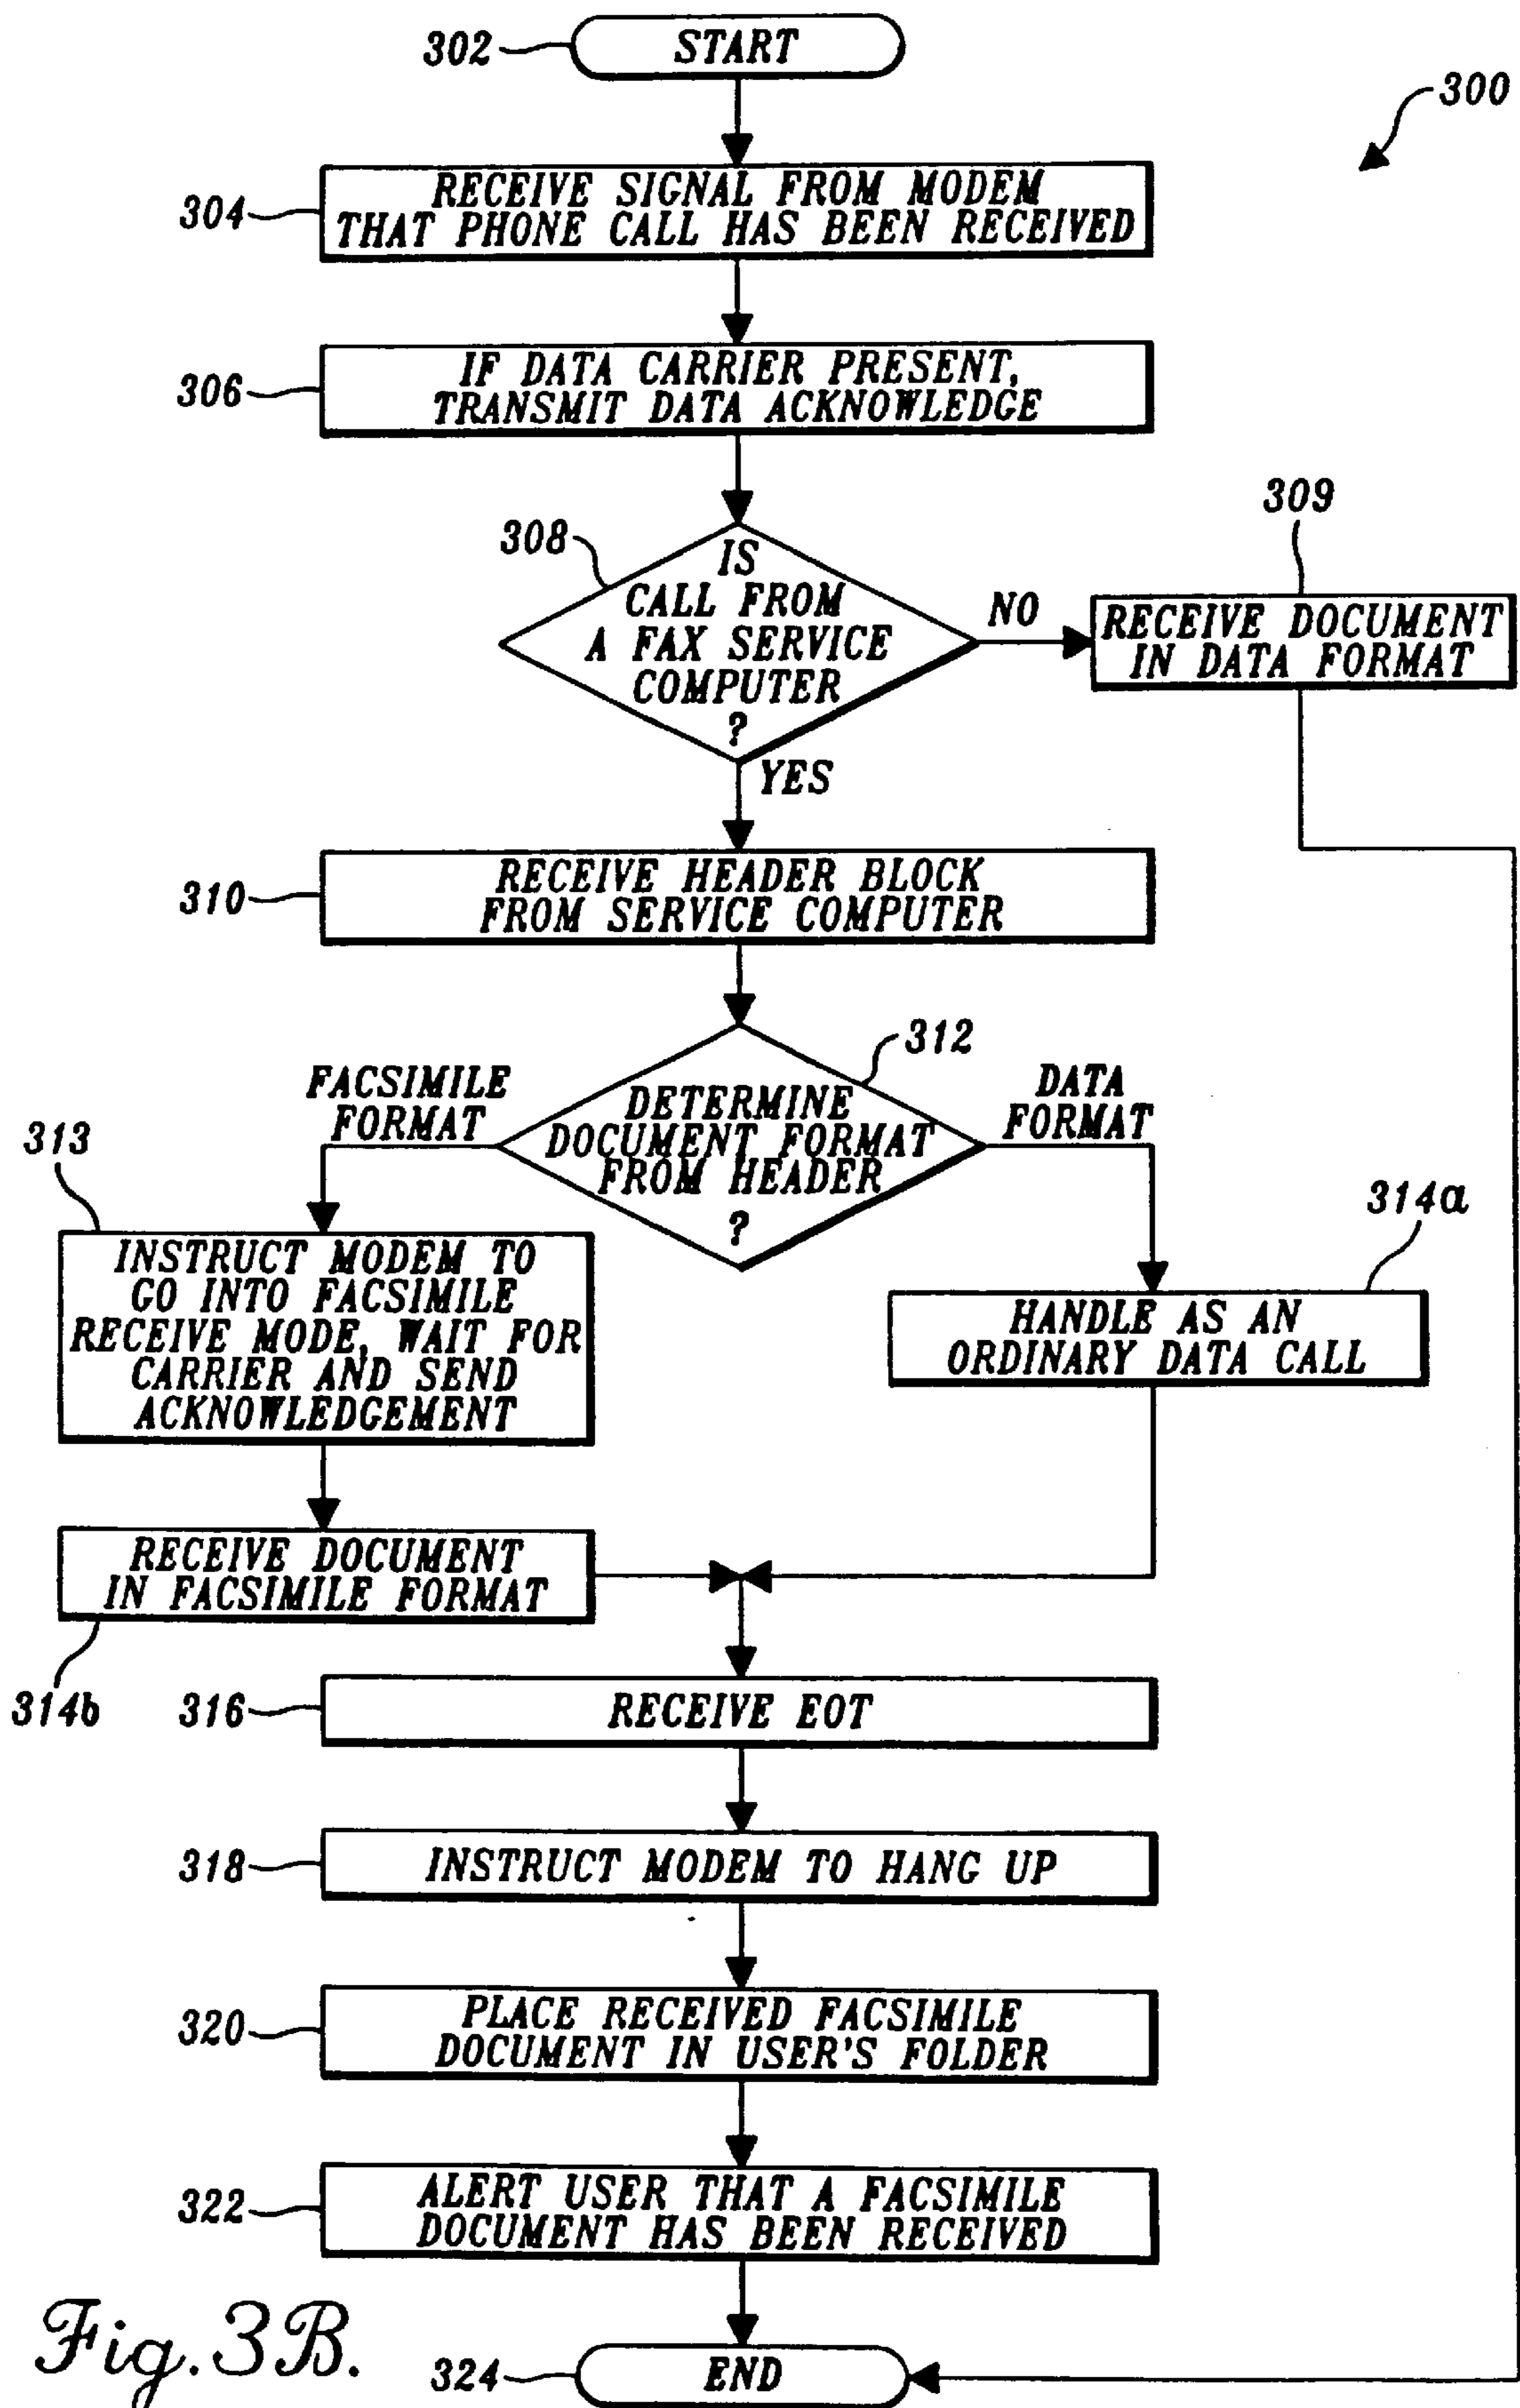 302
START
300
304
RECEIVE SIGNAL FROM MODEM
THAT PHONE CALL HAS BEEN RECEIVED
306
IF DATA CARRIER PRESENT,
TRANSMIT DATA ACKNOWLEDGE
308
IS
CALL FROM
A FAX SERVICE
COMPUTER
?
NO
309
RECEIVE DOCUMENT
IN DATA FORMAT
YES
310
RECEIVE HEADER BLOCK
FROM SERVICE COMPUTER
312
DETERMINE
DOCUMENT FORMAT
FROM HEADER
?
FACSIMILE
FORMAT
DATA
FORMAT
313
INSTRUCT MODEM TO
GO INTO FACSIMILE
RECEIVE MODE, WAIT FOR
CARRIER AND SEND
ACKNOWLEDGEMENT
314a
HANDLE AS AN
ORDINARY DATA CALL
RECEIVE DOCUMENT
IN FACSIMILE FORMAT
314b
316
RECEIVE EOT
318
INSTRUCT MODEM TO HANG UP
320
PLACE RECEIVED FACSIMILE
DOCUMENT IN USER'S FOLDER
322
ALERT USER THAT A FACSIMILE
DOCUMENT HAS BEEN RECEIVED
324
END
Fig. 3B.